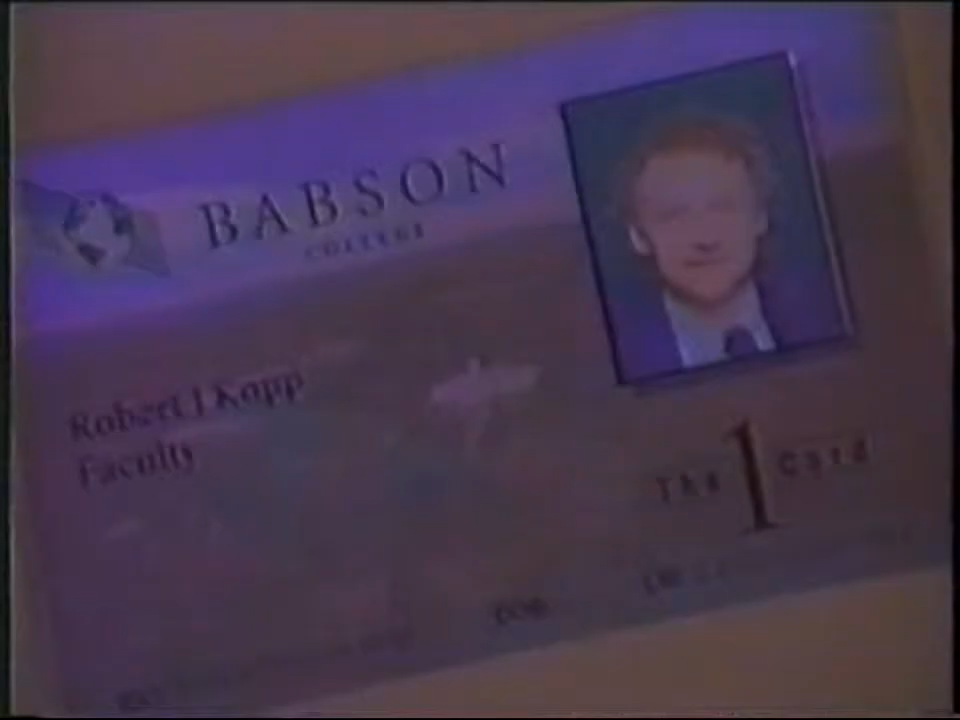 BABSON
COLLEGE
Robert J Kopp
Faculty
The 1 Card